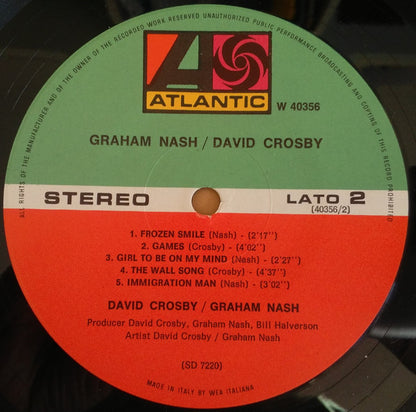 ALL RIGHTS OF THE MANUFACTURER AND OF THE OWNER OF THE RECORDED WORK RESERVED UNAUTHORIZED PUBLIC PERFORMANCE BROADCASTING AND COPYING OF THIS RECORD PROHIBITED
ATLANTIC
W 40356
GRAHAM NASH / DAVID CROSBY
STEREO
LATO 2
(40356/2)
1. FROZEN SMILE (Nash) - (2'17'')
2. GAMES (Crosby) - (4'02'')
3. GIRL TO BE ON MY MIND (Nash) - (2'27'')
4. THE WALL SONG (Crosby) - (4'37'')
5. IMMIGRATION MAN (Nash) - (3'02'')
DAVID CROSBY / GRAHAM NASH
Producer David Crosby, Graham Nash, Bill Halverson
Artist David Crosby / Graham Nash
(SD 7220)
MADE IN ITALY BY WEA ITALIANA